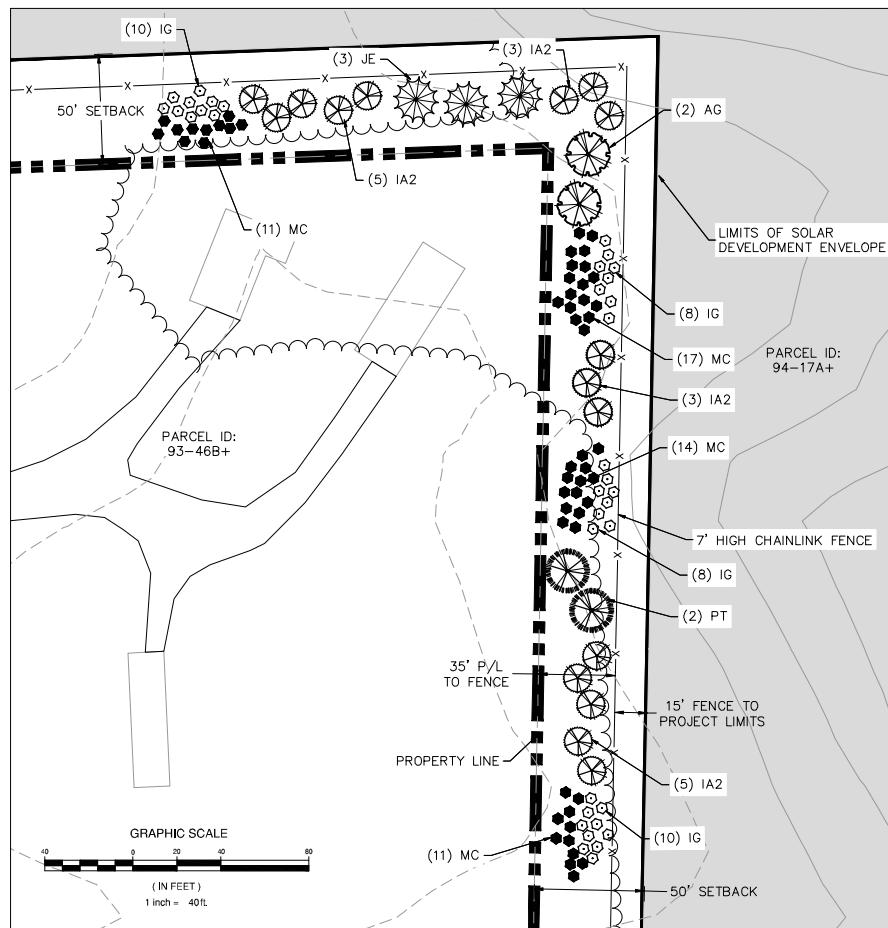 (10) IG
(3) JE
(3) IA2
50' SETBACK
(2) AG
(5) IA2
(11) MC
LIMITS OF SOLAR
DEVELOPMENT ENVELOPE
(8) IG
(17) MC
PARCEL ID:
94-17A+
(3) IA2
PARCEL ID:
93-46B+
(14) MC
7' HIGH CHAINLINK FENCE
(8) IG
(2) PT
35' P/L
TO FENCE
15' FENCE TO
PROJECT LIMITS
PROPERTY LINE
(5) IA2
GRAPHIC SCALE
(10) IG
(11) MC
40 0 20 40 80
( IN FEET )
1 inch = 40 ft.
50' SETBACK
X X X X X X X
X X X X X X X X X